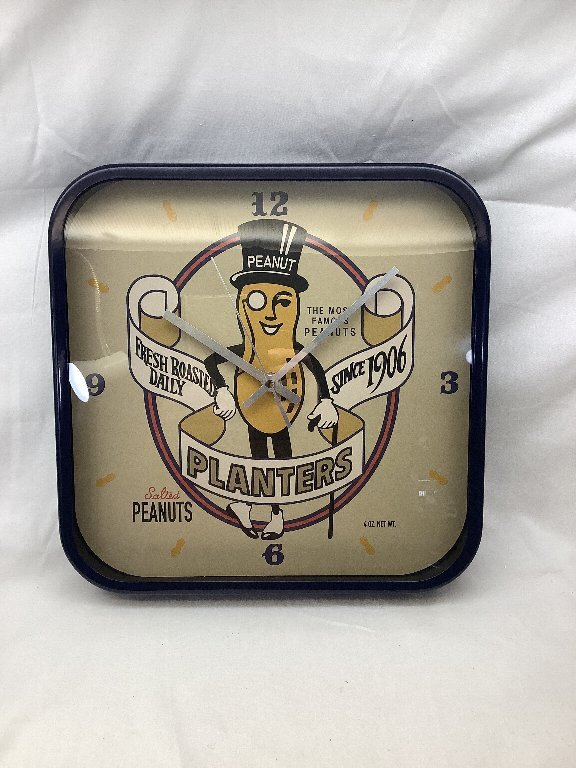 12
PEANUT
THE MOST
FAMOUS
PEANUTS
FRESH ROASTED
DAILY
SINCE 1906
9
3
PLANTERS
Salted
PEANUTS
6
4 OZ. NET WT.